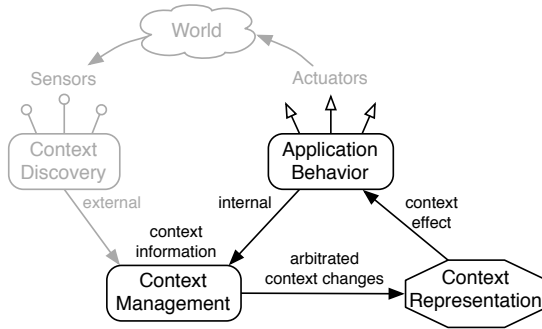 World
Sensors
Actuators
Context
Discovery
Application
Behavior
external
internal
context
effect
context
information
arbitrated
context changes
Context
Management
Context
Representation